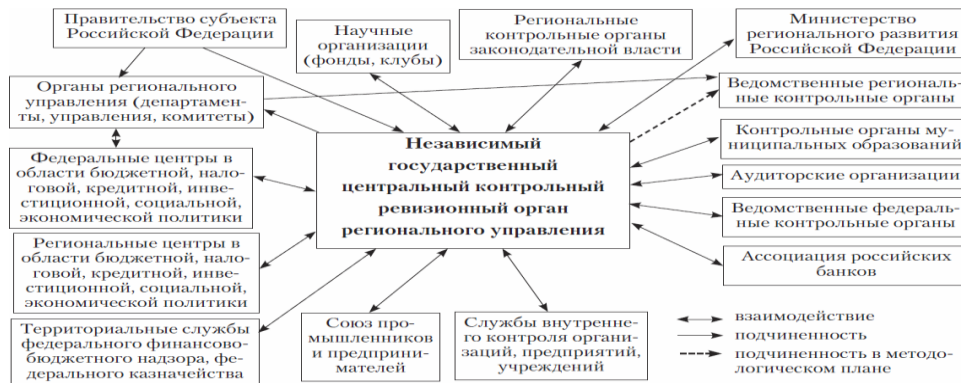 Правительство субъекта
Российской Федерации
Научные
организации
(фонды, клубы)
Региональные
контрольные органы
законодательной власти
Министерство
регионального развития
Российской Федерации
Органы регионального
управления (департамен-
ты, управления, комитеты)
Ведомственные региональ-
ные контрольные органы
Федеральные центры в
области бюджетной, нало-
говой, кредитной, инве-
стиционной, социальной,
экономической политики
Независимый
государственный
центральный контрольный
ревизионный орган
регионального управления
Контрольные органы му-
ниципальных образований
Аудиторские организации
Ведомственные федераль-
ные контрольные органы
Региональные центры в
области бюджетной, на-
логовой, кредитной, инве-
стиционной, социальной,
экономической политики
Ассоциация российских
банков
Территориальные службы
федерального финансово-
бюджетного надзора, фе-
дерального казначейства
Союз про-
мышленников
и предприни-
мателей
Службы внутренне-
го контроля органи-
заций, предприятий,
учреждений
взаимодействие
подчиненность
подчиненность в методо-
логическом плане